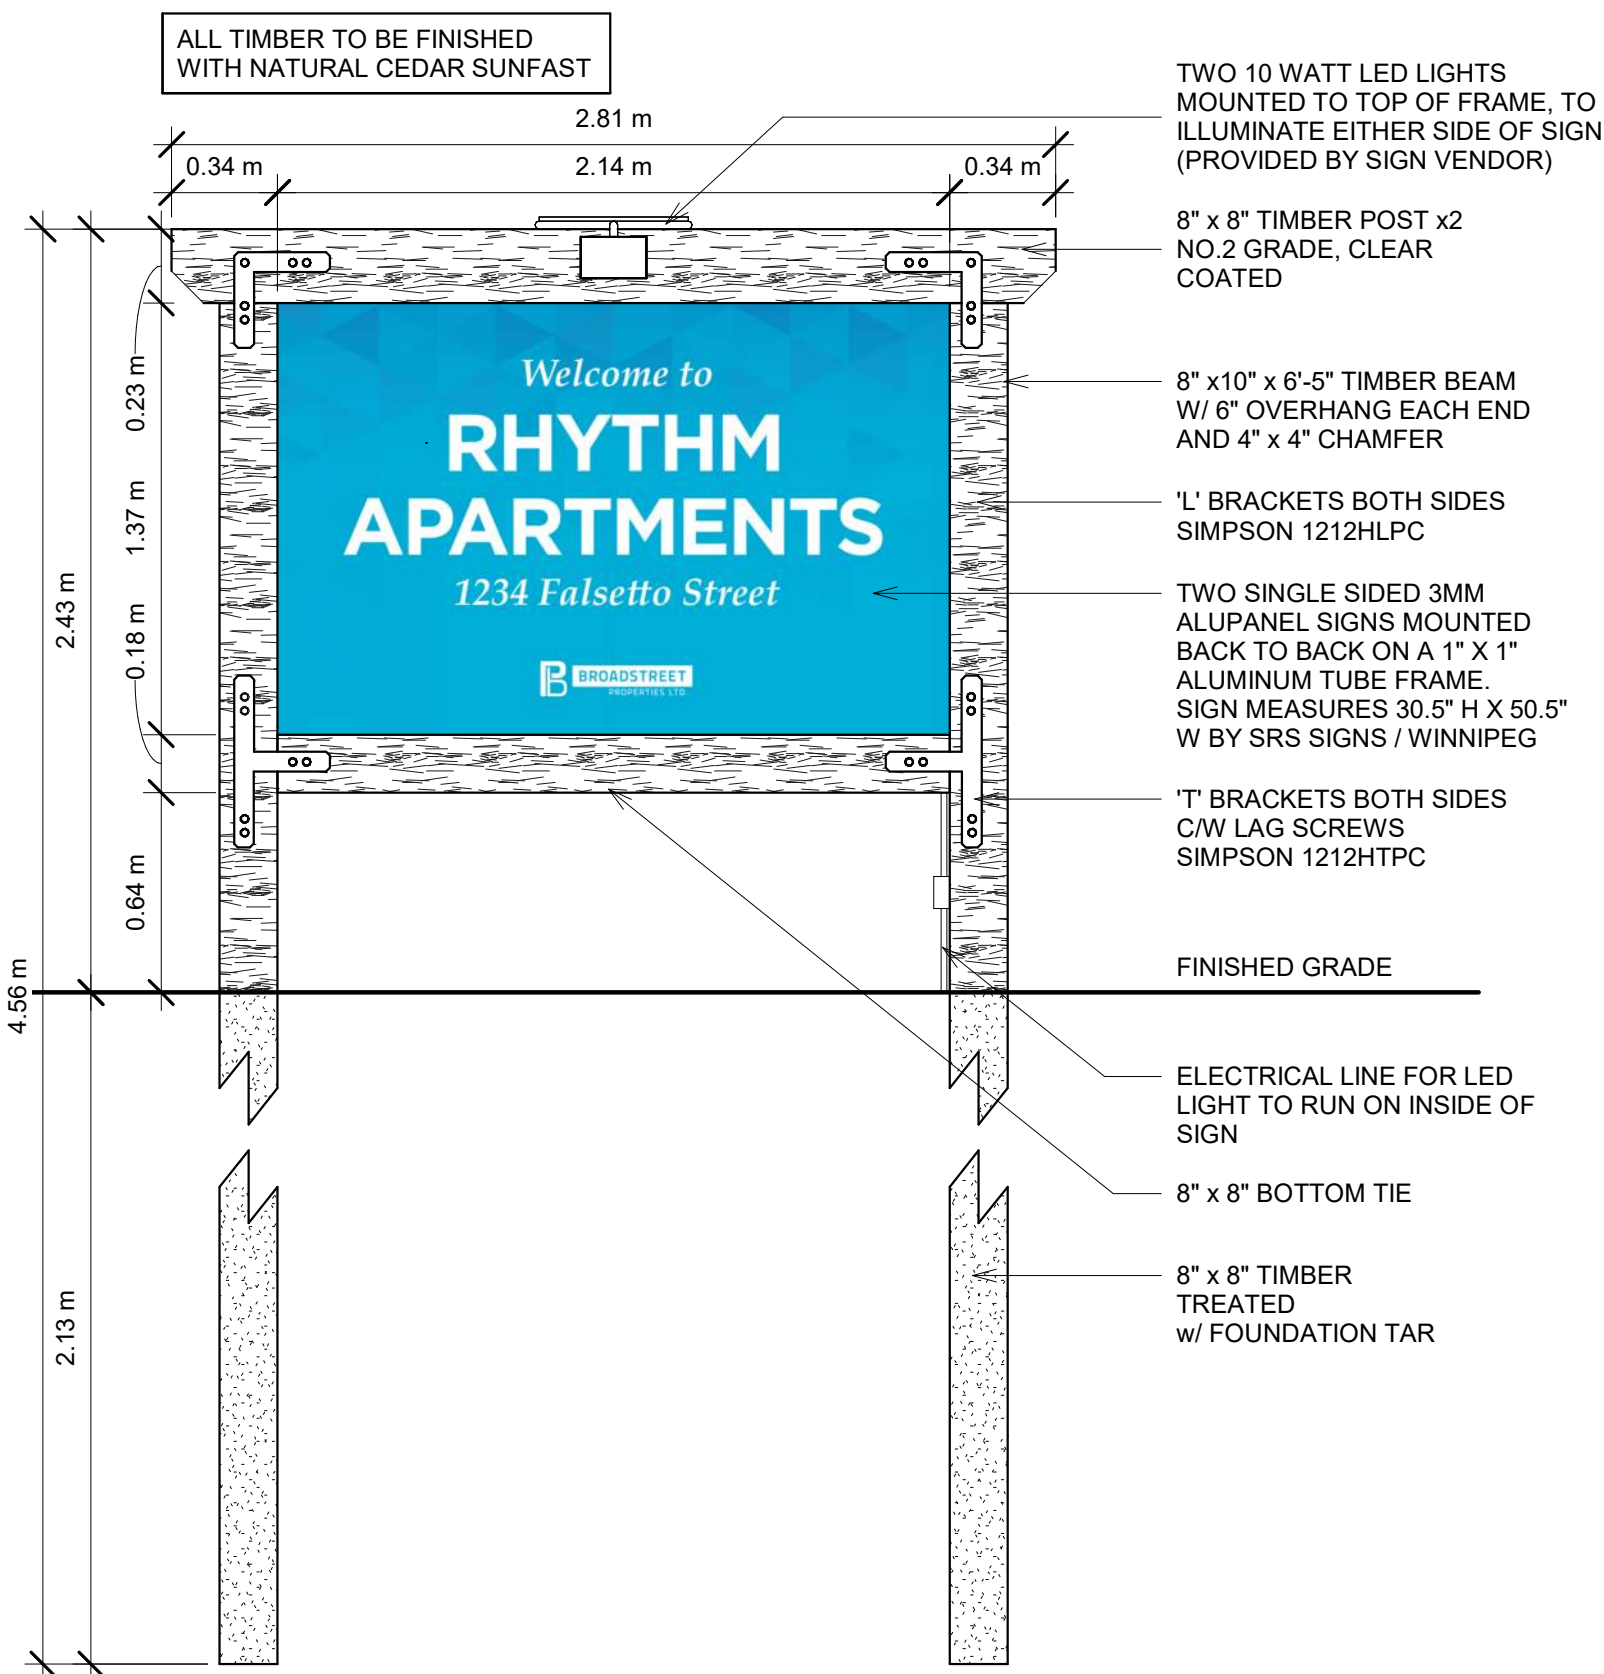 ALL TIMBER TO BE FINISHED
WITH NATURAL CEDAR SUNFAST
2.81 m
0.34 m
2.14 m
0.34 m
TWO 10 WATT LED LIGHTS
MOUNTED TO TOP OF FRAME, TO
ILLUMINATE EITHER SIDE OF SIGN
(PROVIDED BY SIGN VENDOR)
8" x 8" TIMBER POST x2
NO.2 GRADE, CLEAR
COATED
8" x10" x 6'-5" TIMBER BEAM
W/ 6" OVERHANG EACH END
AND 4" x 4" CHAMFER
'L' BRACKETS BOTH SIDES
SIMPSON 1212HLPC
TWO SINGLE SIDED 3MM
ALUPANEL SIGNS MOUNTED
BACK TO BACK ON A 1" X 1"
ALUMINUM TUBE FRAME.
SIGN MEASURES 30.5" H X 50.5"
W BY SRS SIGNS / WINNIPEG
'T' BRACKETS BOTH SIDES
C/W LAG SCREWS
SIMPSON 1212HTPC
FINISHED GRADE
ELECTRICAL LINE FOR LED
LIGHT TO RUN ON INSIDE OF
SIGN
8" x 8" BOTTOM TIE
8" x 8" TIMBER
TREATED
w/ FOUNDATION TAR
Welcome to
RHYTHM
APARTMENTS
1234 Falsetto Street
B BROADSTREET
PROPERTIES LTD.
0.23 m
1.37 m
0.18 m
0.64 m
2.43 m
4.56 m
2.13 m